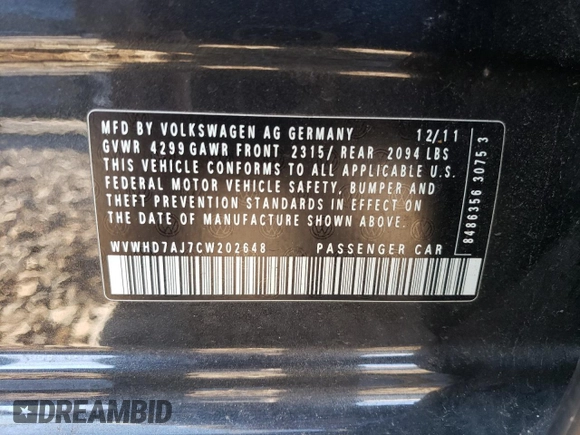 MFD BY VOLKSWAGEN AG GERMANY 12/11
GVWR 4299 GAWR FRONT 2315/ REAR 2094 LBS
THIS VEHICLE CONFORMS TO ALL APPLICABLE U.S.
FEDERAL MOTOR VEHICLE SAFETY, BUMPER AND
THEFT PREVENTION STANDARDS IN EFFECT ON THE
DATE OF MANUFACTURE SHOWN ABOVE.
WVWHD7AJ7CW202648 PASSENGER CAR
8486356 3075 3
DREAMBID